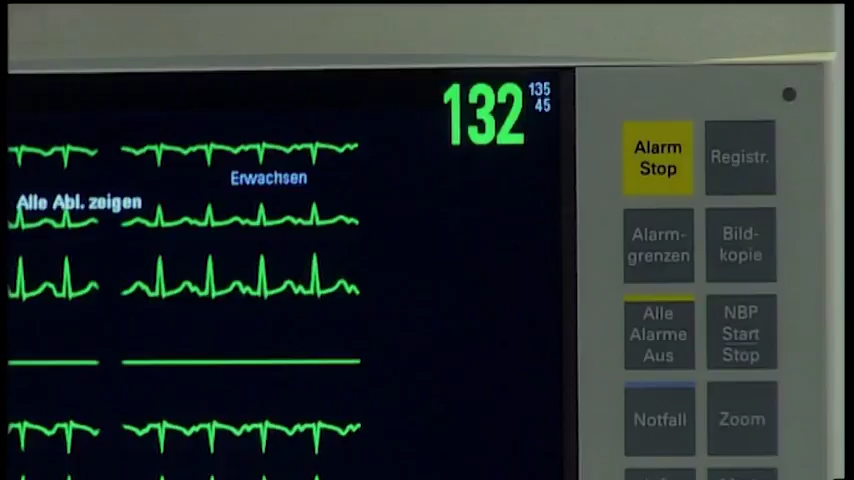 132
135
45
Erwachsen
Alle Abl. zeigen
Alarm
Stop
Registr.
Alarm-
grenzen
Bild-
kopie
Alle
Alarme
Aus
NBP
Start
Stop
Notfall
Zoom